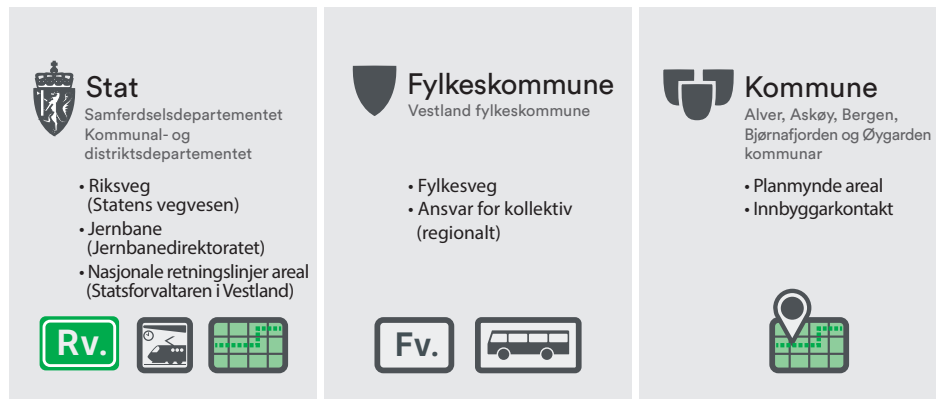 Stat
Samferdselsdepartementet
Kommunal- og
distriktsdepartementet
• Riksveg
(Statens vegvesen)
• Jernbane
(Jernbanedirektoratet)
• Nasjonale retningslinjer areal
(Statsforvaltaren i Vestland)
Rv.
Fylkeskommune
Vestland fylkeskommune
• Fylkesveg
• Ansvar for kollektiv
(regionalt)
Fv.
Kommune
Alver, Askøy, Bergen,
Bjørnafjorden og Øygarden
kommunar
• Planmynde areal
• Innbyggarkontakt